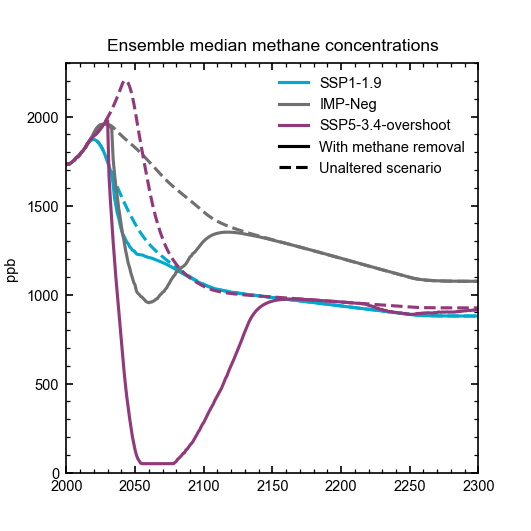 Ensemble median methane concentrations
SSP1-1.9
IMP-Neg
SSP5-3.4-overshoot
With methane removal
Unaltered scenario
ppb
2000
1500
1000
500
0
2000 2050 2100 2150 2200 2250 2300